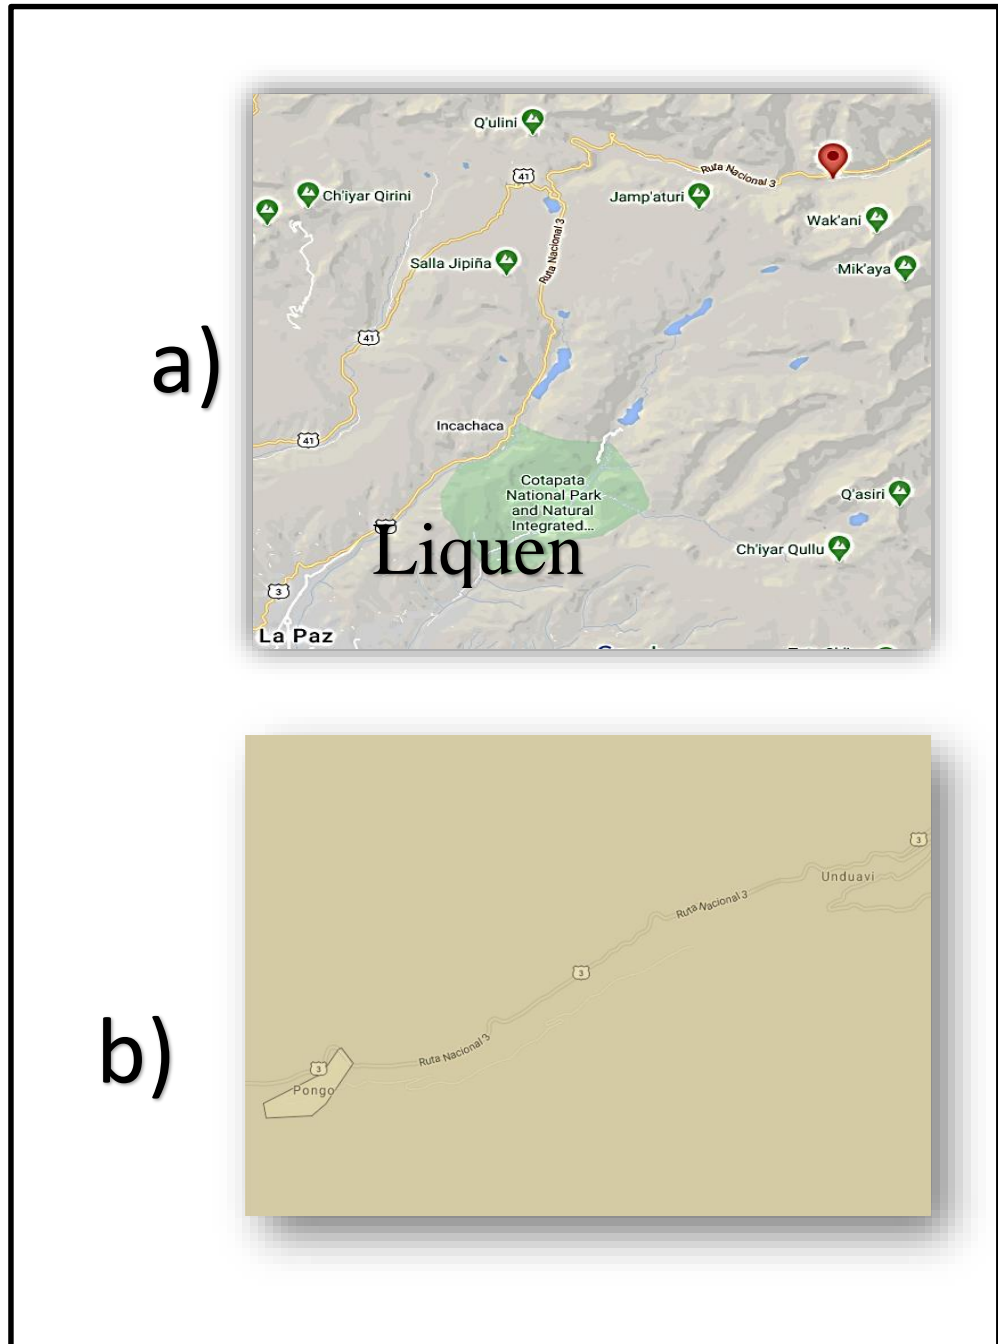 a)
Q'ulini
Ruta Nacional 3
41
Ch'iyar Qirini
Jamp'aturi
Wak'ani
Ruta Nacional 3
Salla Jipiña
Mik'aya
41
Incachaca
41
Cotapata
National Park
and Natural
Integrated...
Q'asiri
Ch'iyar Qullu
Liquen
3
La Paz
b)
3
Unduavi
Ruta Nacional 3
3
Ruta Nacional 3
3
Pongo